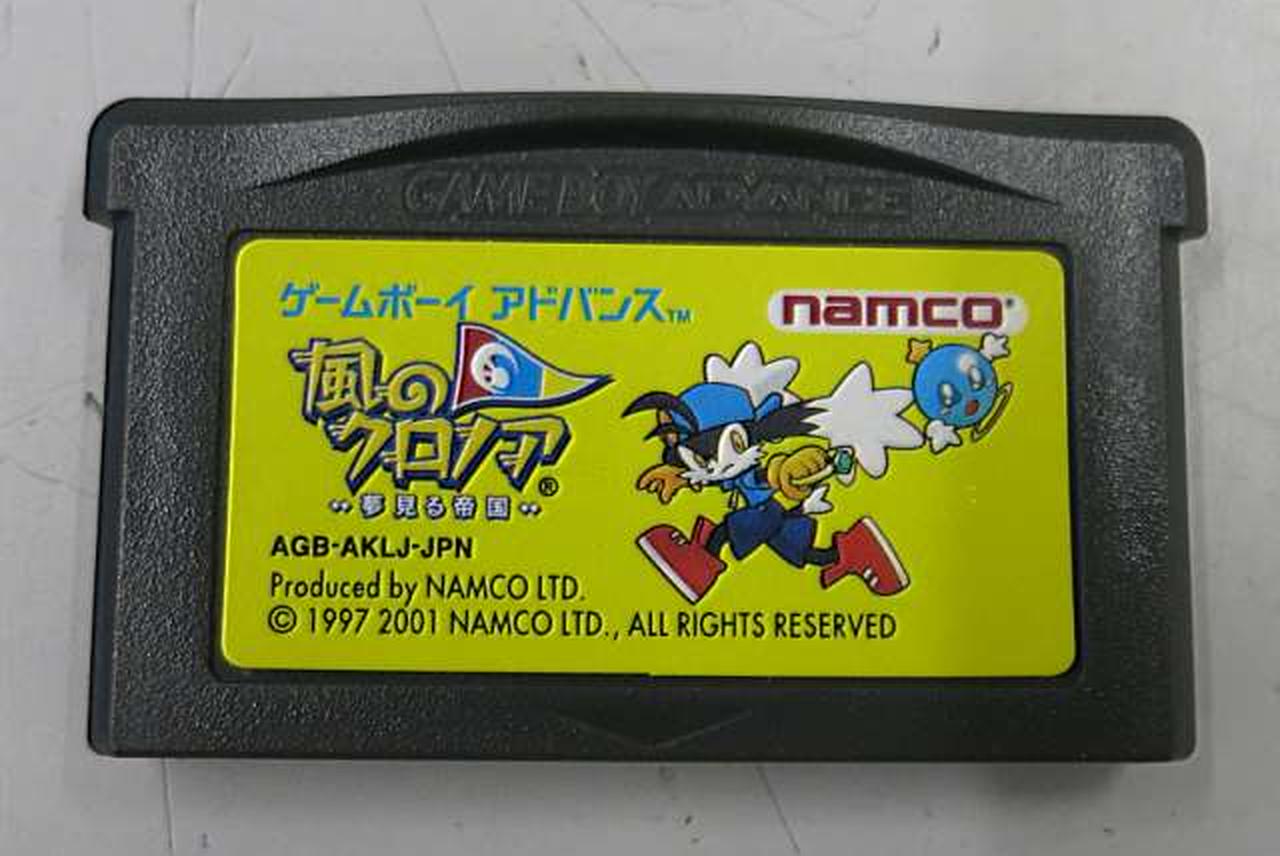 GAME BOY ADVANCE
ゲームボーイ アドバンス™
namco®
風の
クロノア®
··夢見る帝国··
AGB-AKLJ-JPN
Produced by NAMCO LTD.
© 1997 2001 NAMCO LTD., ALL RIGHTS RESERVED